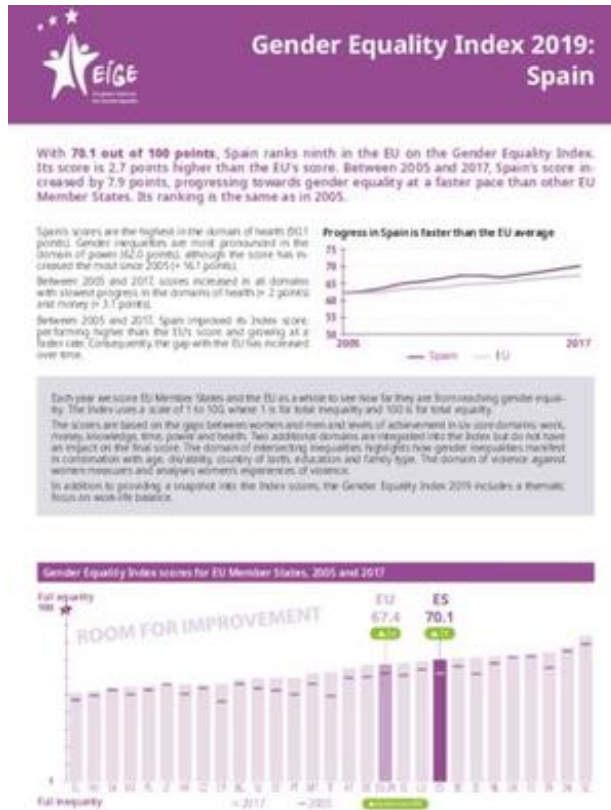 EIGE
Gender Equality Index 2019:
Spain
With 70.1 out of 100 points, Spain ranks ninth in the EU on the Gender Equality Index.
Its score is 2.7 points higher than the EU's score. Between 2005 and 2017, Spain's score in-
creased by 7.9 points, progressing towards gender equality at a faster pace than other EU
Member States. Its ranking is the same as in 2005.
Spain's scores are the highest in the domain of health (90.1
points). Gender inequalities are most pronounced in the
domain of power (62.0 points), although the score has in-
creased the most since 2005 (+ 16.1 points).
Between 2005 and 2017, scores increased in all domains
with slowest progress in the domains of health (+ 2 points)
and money (+ 3.1 points).
Between 2005 and 2017, Spain improved its Index score,
performing higher than the EU's score and growing at a
faster rate. Consequently, the gap with the EU has increased
over time.
Progress in Spain is faster than the EU average
75
70
65
60
55
50
2005
2017
Spain
EU
Each year we score EU Member States and the EU as a whole to see how far they are from reaching gender equal-
ity. The Index uses a scale of 1 to 100, where 1 is for total inequality and 100 is for total equality.
The scores are based on the gaps between women and men and levels of achievement in six core domains: work,
money, knowledge, time, power and health. Two additional domains are integrated into the Index but do not have
an impact on the final score. The domain of intersecting inequalities highlights how gender inequalities manifest
in combination with age, disability, country of birth, education and family type. The domain of violence against
women measures and analyses women's experiences of violence.
In addition to providing a snapshot into the Index scores, the Gender Equality Index 2019 includes a thematic
focus on work-life balance.
Gender Equality Index scores for EU Member States, 2005 and 2017
Full equality
100
ROOM FOR IMPROVEMENT
EU
67.4
ES
70.1
Full inequality
2017
2005